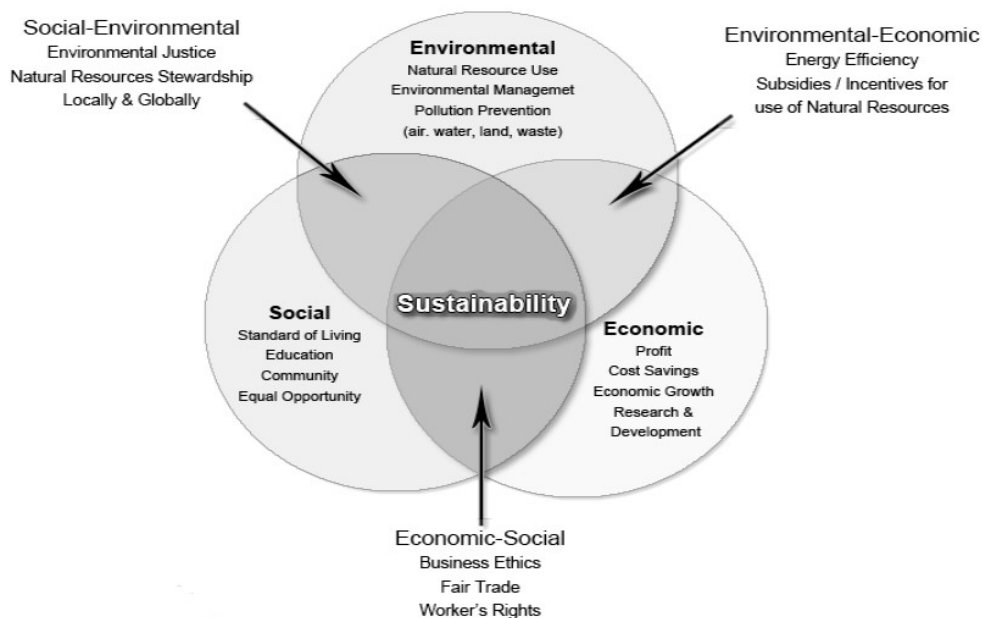 Social-Environmental
Environmental Justice
Natural Resources Stewardship
Locally & Globally
Environmental
Natural Resource Use
Environmental Managemet
Pollution Prevention
(air. water, land, waste)
Environmental-Economic
Energy Efficiency
Subsidies / Incentives for
use of Natural Resources
Sustainability
Social
Standard of Living
Education
Community
Equal Opportunity
Economic
Profit
Cost Savings
Economic Growth
Research &
Development
Economic-Social
Business Ethics
Fair Trade
Worker's Rights